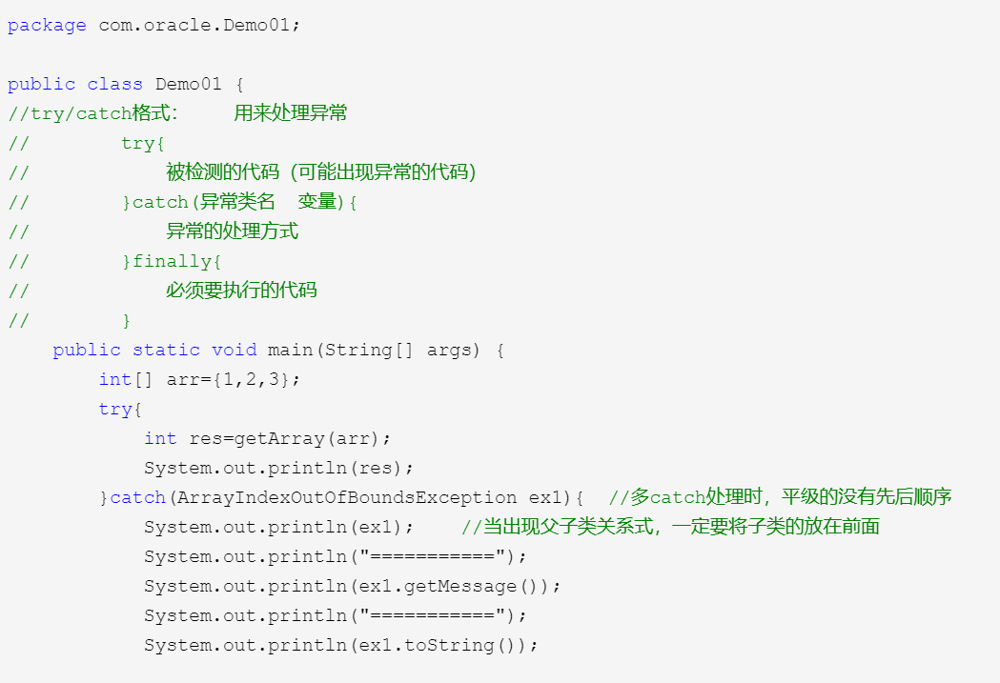 package com.oracle.Demo01;
public class Demo01 {
//try/catch格式：    用来处理异常
//        try{
//            被检测的代码（可能出现异常的代码）
//        }catch(异常类名  变量){
//            异常的处理方式
//        }finally{
//            必须要执行的代码
//        }
    public static void main(String[] args) {
        int[] arr={1,2,3};
        try{
            int res=getArray(arr);
            System.out.println(res);
        }catch(ArrayIndexOutOfBoundsException ex1){  //多catch处理时，平级的没有先后顺序
            System.out.println(ex1);    //当出现父子类关系式，一定要将子类的放在前面
            System.out.println("===========");
            System.out.println(ex1.getMessage());
            System.out.println("===========");
            System.out.println(ex1.toString());